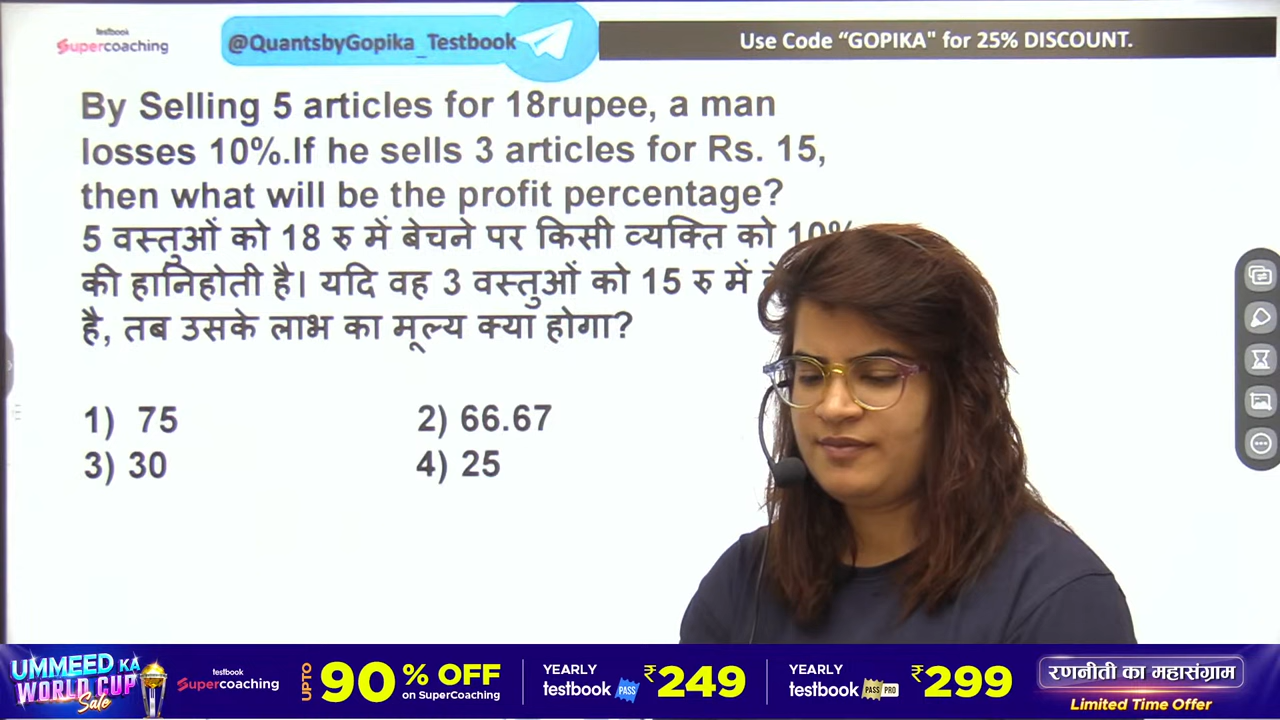 testbook
Supercoaching
@QuantsbyGopika_Testbook
Use Code “GOPIKA" for 25% DISCOUNT.
By Selling 5 articles for 18rupee, a man
losses 10%.If he sells 3 articles for Rs. 15,
then what will be the profit percentage?
5 वस्तुओं को 18 रु में बेचने पर किसी व्यक्ति को 10%
की हानिहोती है। यदि वह 3 वस्तुओं को 15 रु में
है, तब उसके लाभ का मूल्य क्या होगा?
1) 75
2) 66.67
3) 30
4) 25
UMMEED KA
WORLD CUP
Sale
testbook
Supercoaching
UPTO
90% OFF
on SuperCoaching
YEARLY
testbook PASS
₹249
YEARLY
testbook PASS PRO
₹299
रणनीती का महासंग्राम
Limited Time Offer